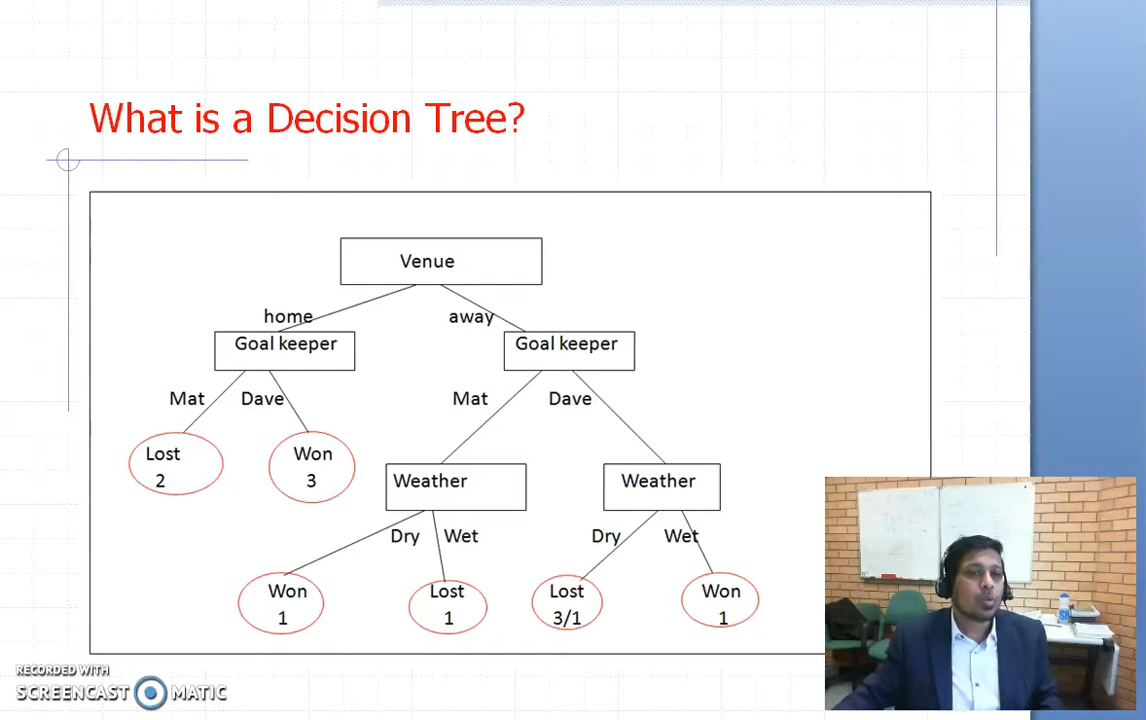 What is a Decision Tree?
Venue
home away
Goal keeper Goal keeper
Mat Dave Mat Dave
Lost Won
2 3
Weather Weather
Dry Wet Dry Wet
Won Lost Lost Won
1 1 3/1 1
RECORDED WITH
SCREENCAST MATIC